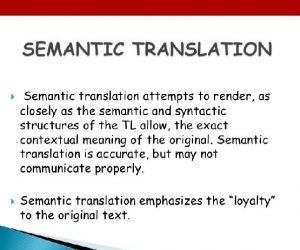 SEMANTIC TRANSLATION
Semantic translation attempts to render, as
closely as the semantic and syntactic
structures of the TL allow, the exact
contextual meaning of the original. Semantic
translation is accurate, but may not
communicate properly.
Semantic translation emphasizes the “loyalty”
to the original text.